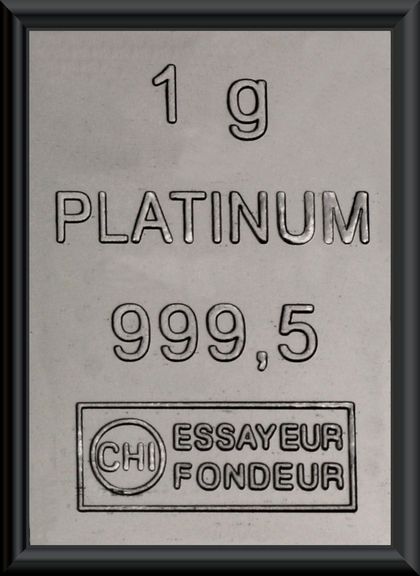 1 g
PLATINUM
999,5
CHI ESSAYEUR
FONDEUR